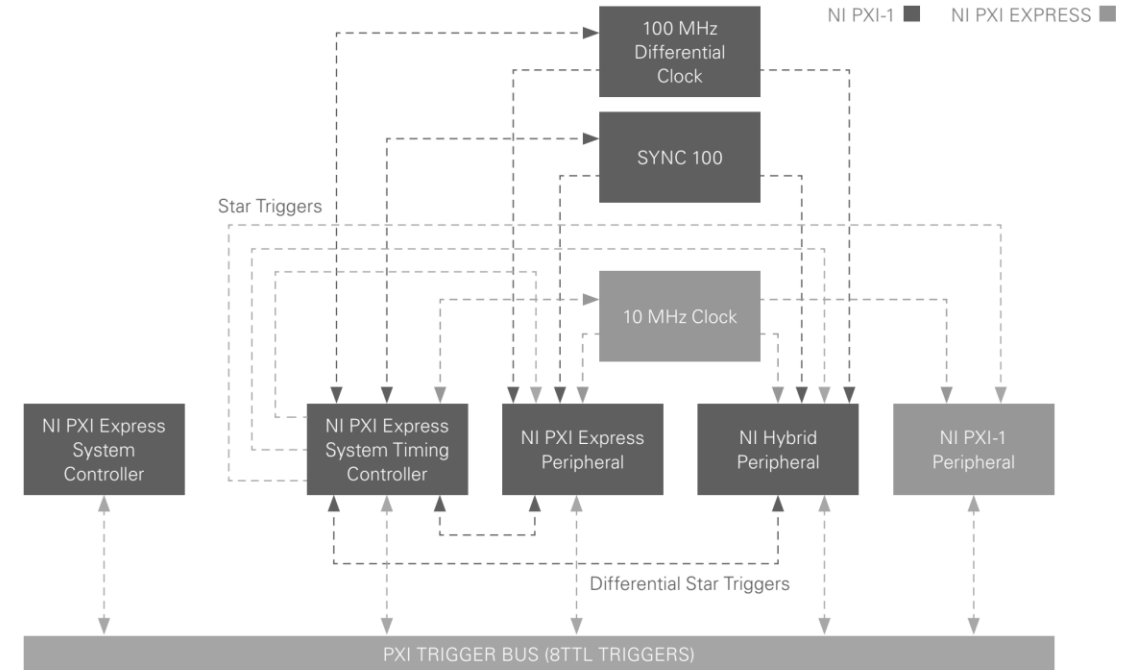 NI PXI-1
NI PXI EXPRESS
100 MHz
Differential
Clock
SYNC 100
Star Triggers
10 MHz Clock
NI PXI Express
System
Controller
NI PXI Express
System Timing
Controller
NI PXI Express
Peripheral
NI Hybrid
Peripheral
NI PXI-1
Peripheral
Differential Star Triggers
PXI TRIGGER BUS (8TTL TRIGGERS)